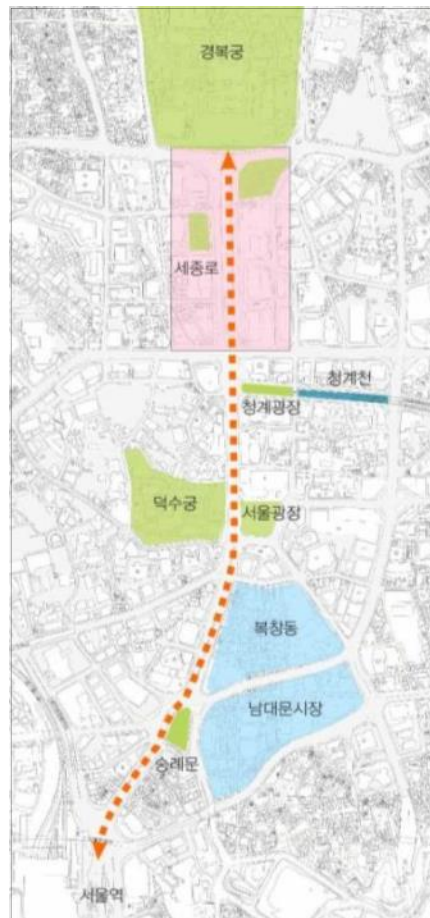 경복궁
세종로
청계천
청계광장
덕수궁
서울광장
복창동
남대문시장
숭례문
서울역